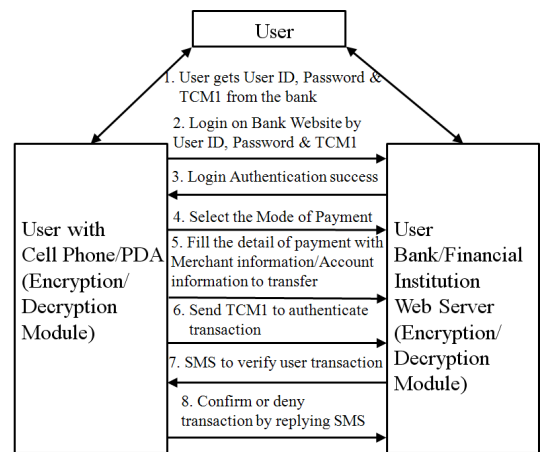 User
1. User gets User ID, Password &
TCM1 from the bank
2. Login on Bank Website by
User ID, Password & TCM1
3. Login Authentication success
4. Select the Mode of Payment
5. Fill the detail of payment with
Merchant information/Account
information to transfer
6. Send TCM1 to authenticate
transaction
7. SMS to verify user transaction
8. Confirm or deny
transaction by replying SMS
User with
Cell Phone/PDA
(Encryption/
Decryption
Module)
User
Bank/Financial
Institution
Web Server
(Encryption/
Decryption
Module)